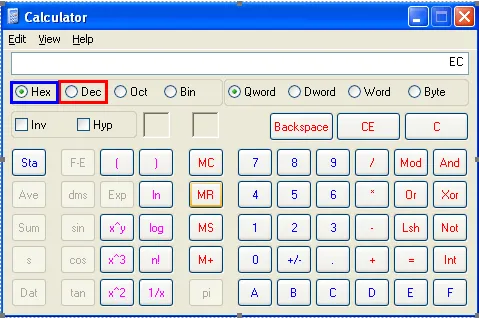 Calculator
Edit View Help
EC
Hex Dec Oct Bin Qword Dword Word Byte
Inv Hyp Backspace CE C
Sta F-E ( ) MC 7 8 9 / Mod And
Ave dms Exp ln MR 4 5 6 * Or Xor
Sum sin x^y log MS 1 2 3 - Lsh Not
s cos x^3 n! M+ 0 +/- . + = Int
Dat tan x^2 1/x pi A B C D E F